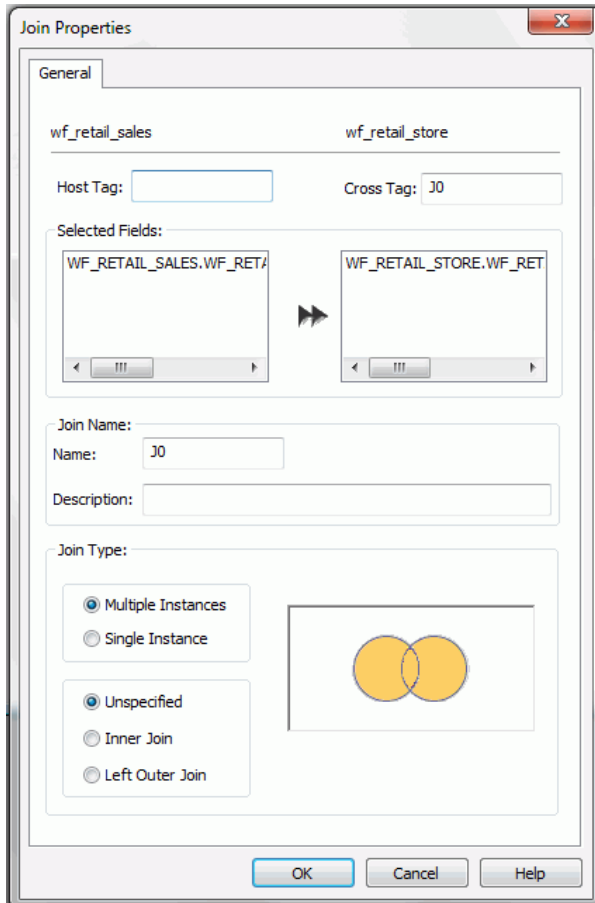 Join Properties
General
wf_retail_sales
wf_retail_store
Host Tag:
Cross Tag: J0
Selected Fields:
WF_RETAIL_SALES.WF_RETA
WF_RETAIL_STORE.WF_RET
Join Name:
Name: J0
Description:
Join Type:
Multiple Instances
Single Instance
Unspecified
Inner Join
Left Outer Join
OK Cancel Help